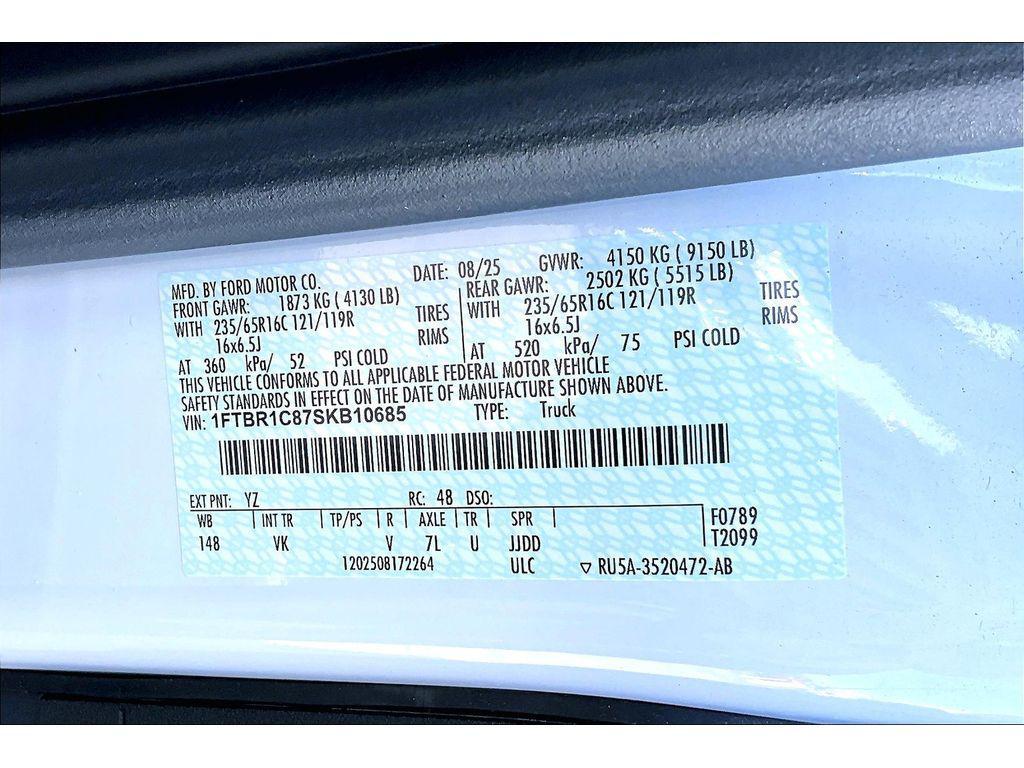 MFD. BY FORD MOTOR CO. DATE: 08/25 GVWR: 4150 KG ( 9150 LB)
FRONT GAWR: 1873 KG ( 4130 LB) REAR GAWR: 2502 KG ( 5515 LB)
WITH 235/65R16C 121/119R TIRES WITH 235/65R16C 121/119R TIRES
16x6.5J RIMS 16x6.5J RIMS
AT 360 kPa/ 52 PSI COLD AT 520 kPa/ 75 PSI COLD
THIS VEHICLE CONFORMS TO ALL APPLICABLE FEDERAL MOTOR VEHICLE
SAFETY STANDARDS IN EFFECT ON THE DATE OF MANUFACTURE SHOWN ABOVE.
VIN: 1FTBR1C87SKB10685 TYPE: Truck
EXT PNT: YZ RC: 48 DSO:
WB INT TR TP/PS R AXLE TR SPR F0789
148 VK V 7L U JJDD T2099
1202508172264 ULC ▽ RU5A-3520472-AB